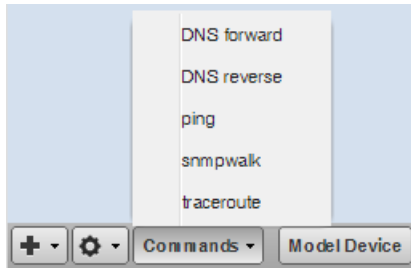 DNS forward
DNS reverse
ping
snmpwalk
traceroute
Commands
Model Device